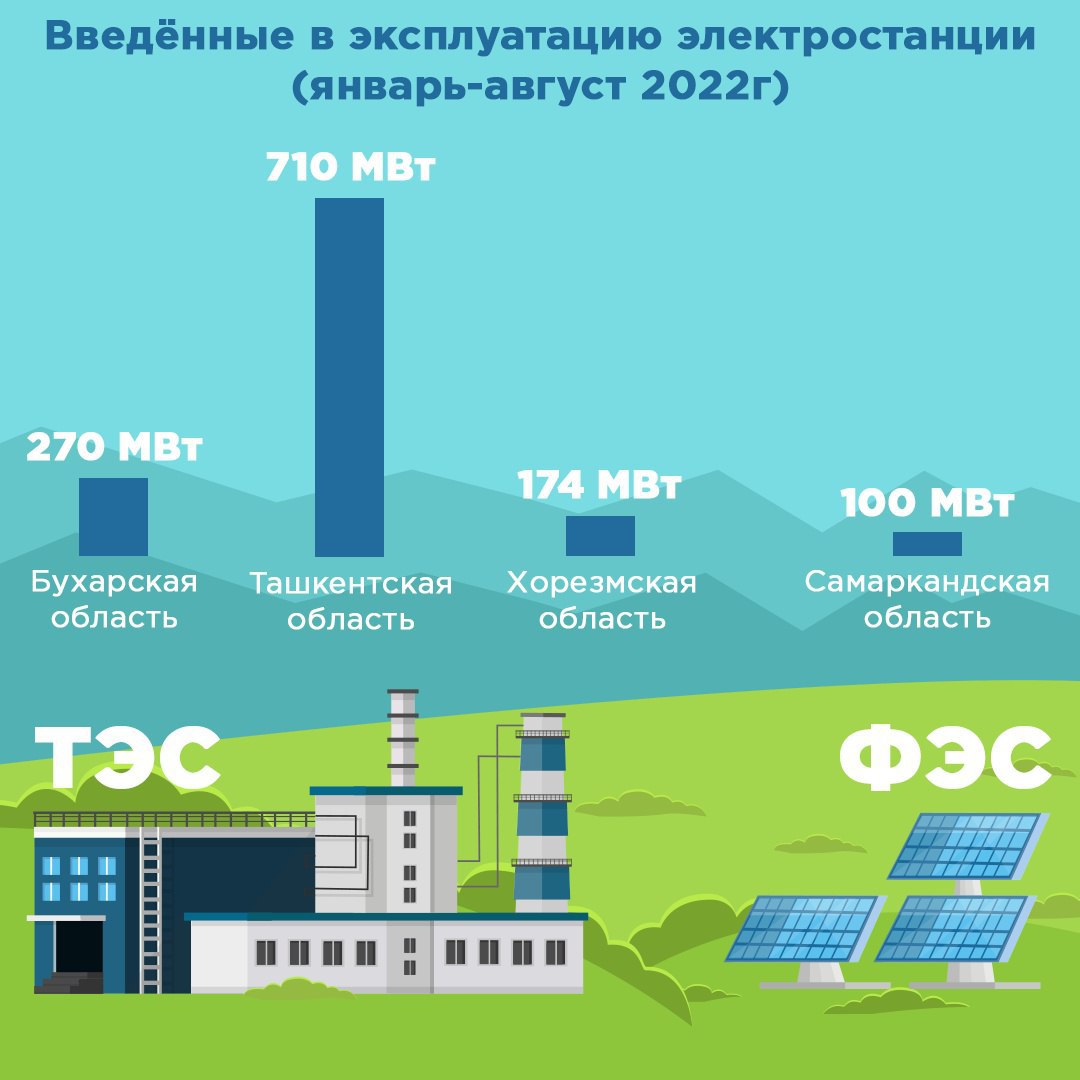 Введённые в эксплуатацию электростанции
(январь-август 2022г)
710 МВт
270 МВт
174 МВт
100 МВт
Бухарская
область
Ташкентская
область
Хорезмская
область
Самаркандская
область
ТЭС
ФЭС